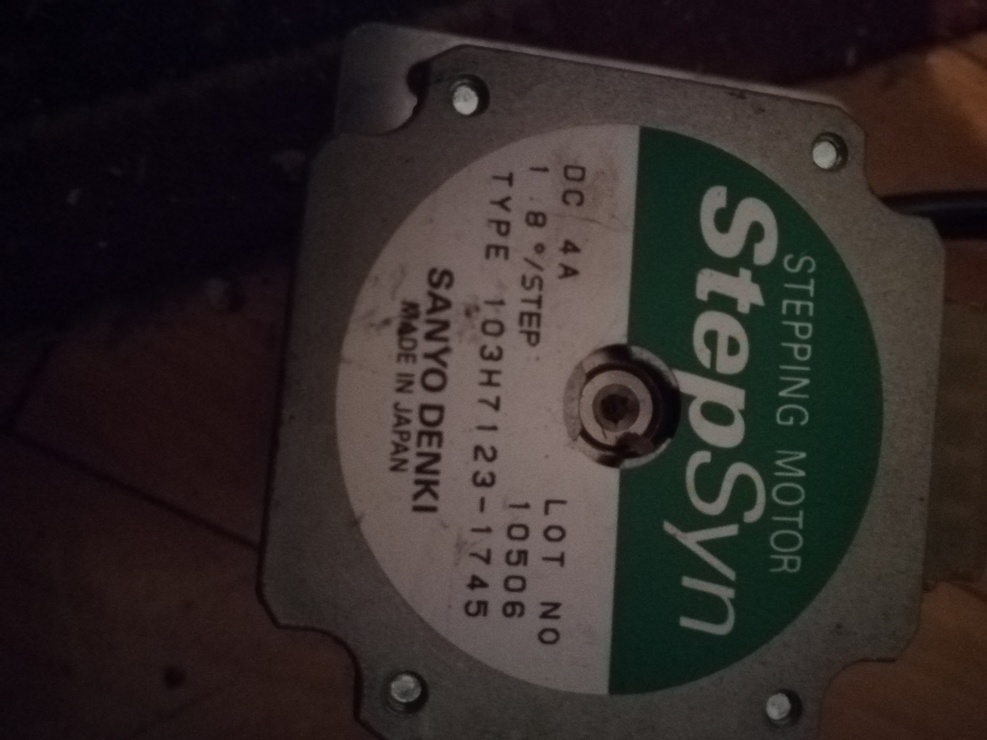 STEPPING MOTOR
StepSyn
DC 4A LOT NO
1.8°/STEP 10506
TYPE 103H7123-1745
SANYO DENKI
MADE IN JAPAN